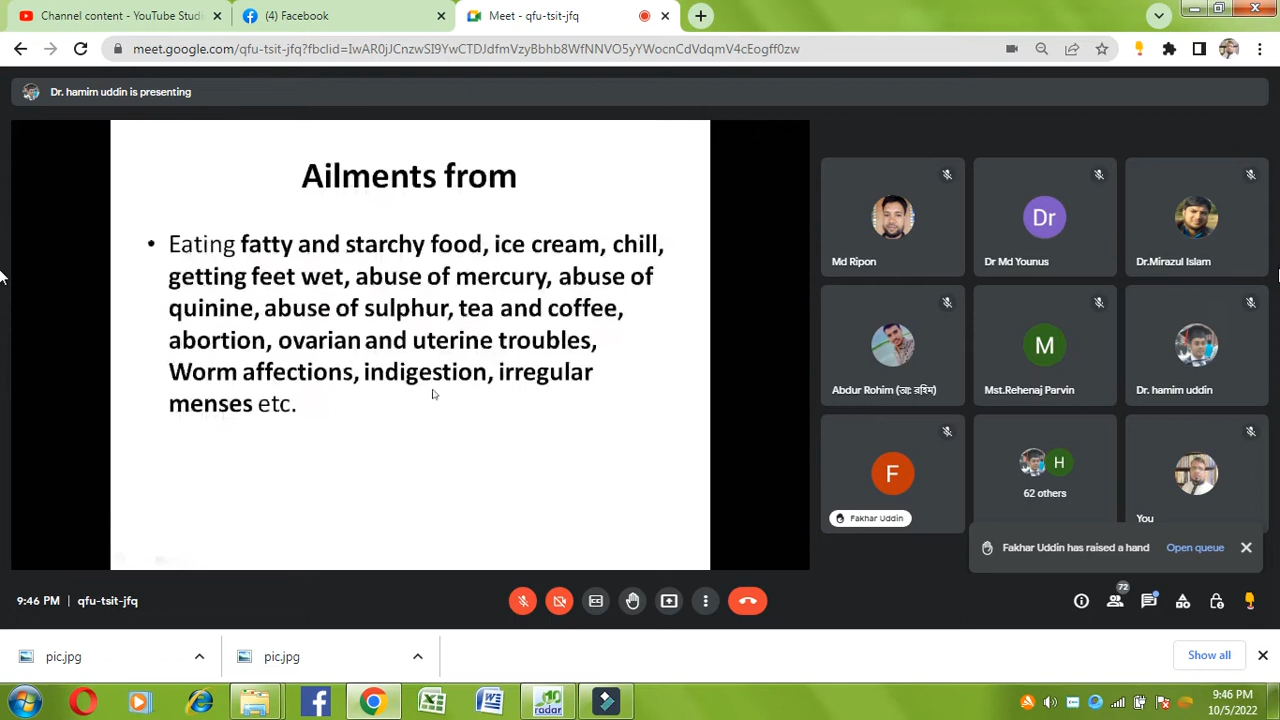 Channel content - YouTube Studi
(4) Facebook
Meet - qfu-tsit-jfq
meet.google.com/qfu-tsit-jfq?fbclid=IwAR0jJCnzwSI9YwCTDJdfmVzyBbhb8WfNNVO5yYWocnCdVdqmV4cEogff0zw
Dr. hamim uddin is presenting
Ailments from
• Eating fatty and starchy food, ice cream, chill,
getting feet wet, abuse of mercury, abuse of
quinine, abuse of sulphur, tea and coffee,
abortion, ovarian and uterine troubles,
Worm affections, indigestion, irregular
menses etc.
Md Ripon
Dr
Dr Md Younus
Dr.Mirazul Islam
Abdur Rohim (ডা: রহিম)
M
Mst.Rehenaj Parvin
Dr. hamim uddin
F
Fakhar Uddin
H
62 others
You
Fakhar Uddin has raised a hand
Open queue
9:46 PM | qfu-tsit-jfq
72
pic.jpg
pic.jpg
Show all
10
radar
9:46 PM
10/5/2022